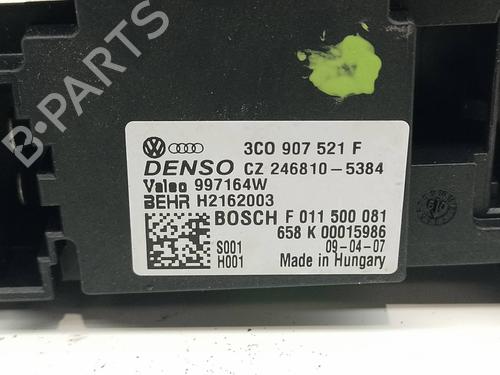 B-PARTS
3C0 907 521 F
DENSO CZ 246810-5384
Valeo 997164W
BEHR H2162003
BOSCH F 011 500 081
658 K 00015986
S001 09-04-07
H001 Made in Hungary